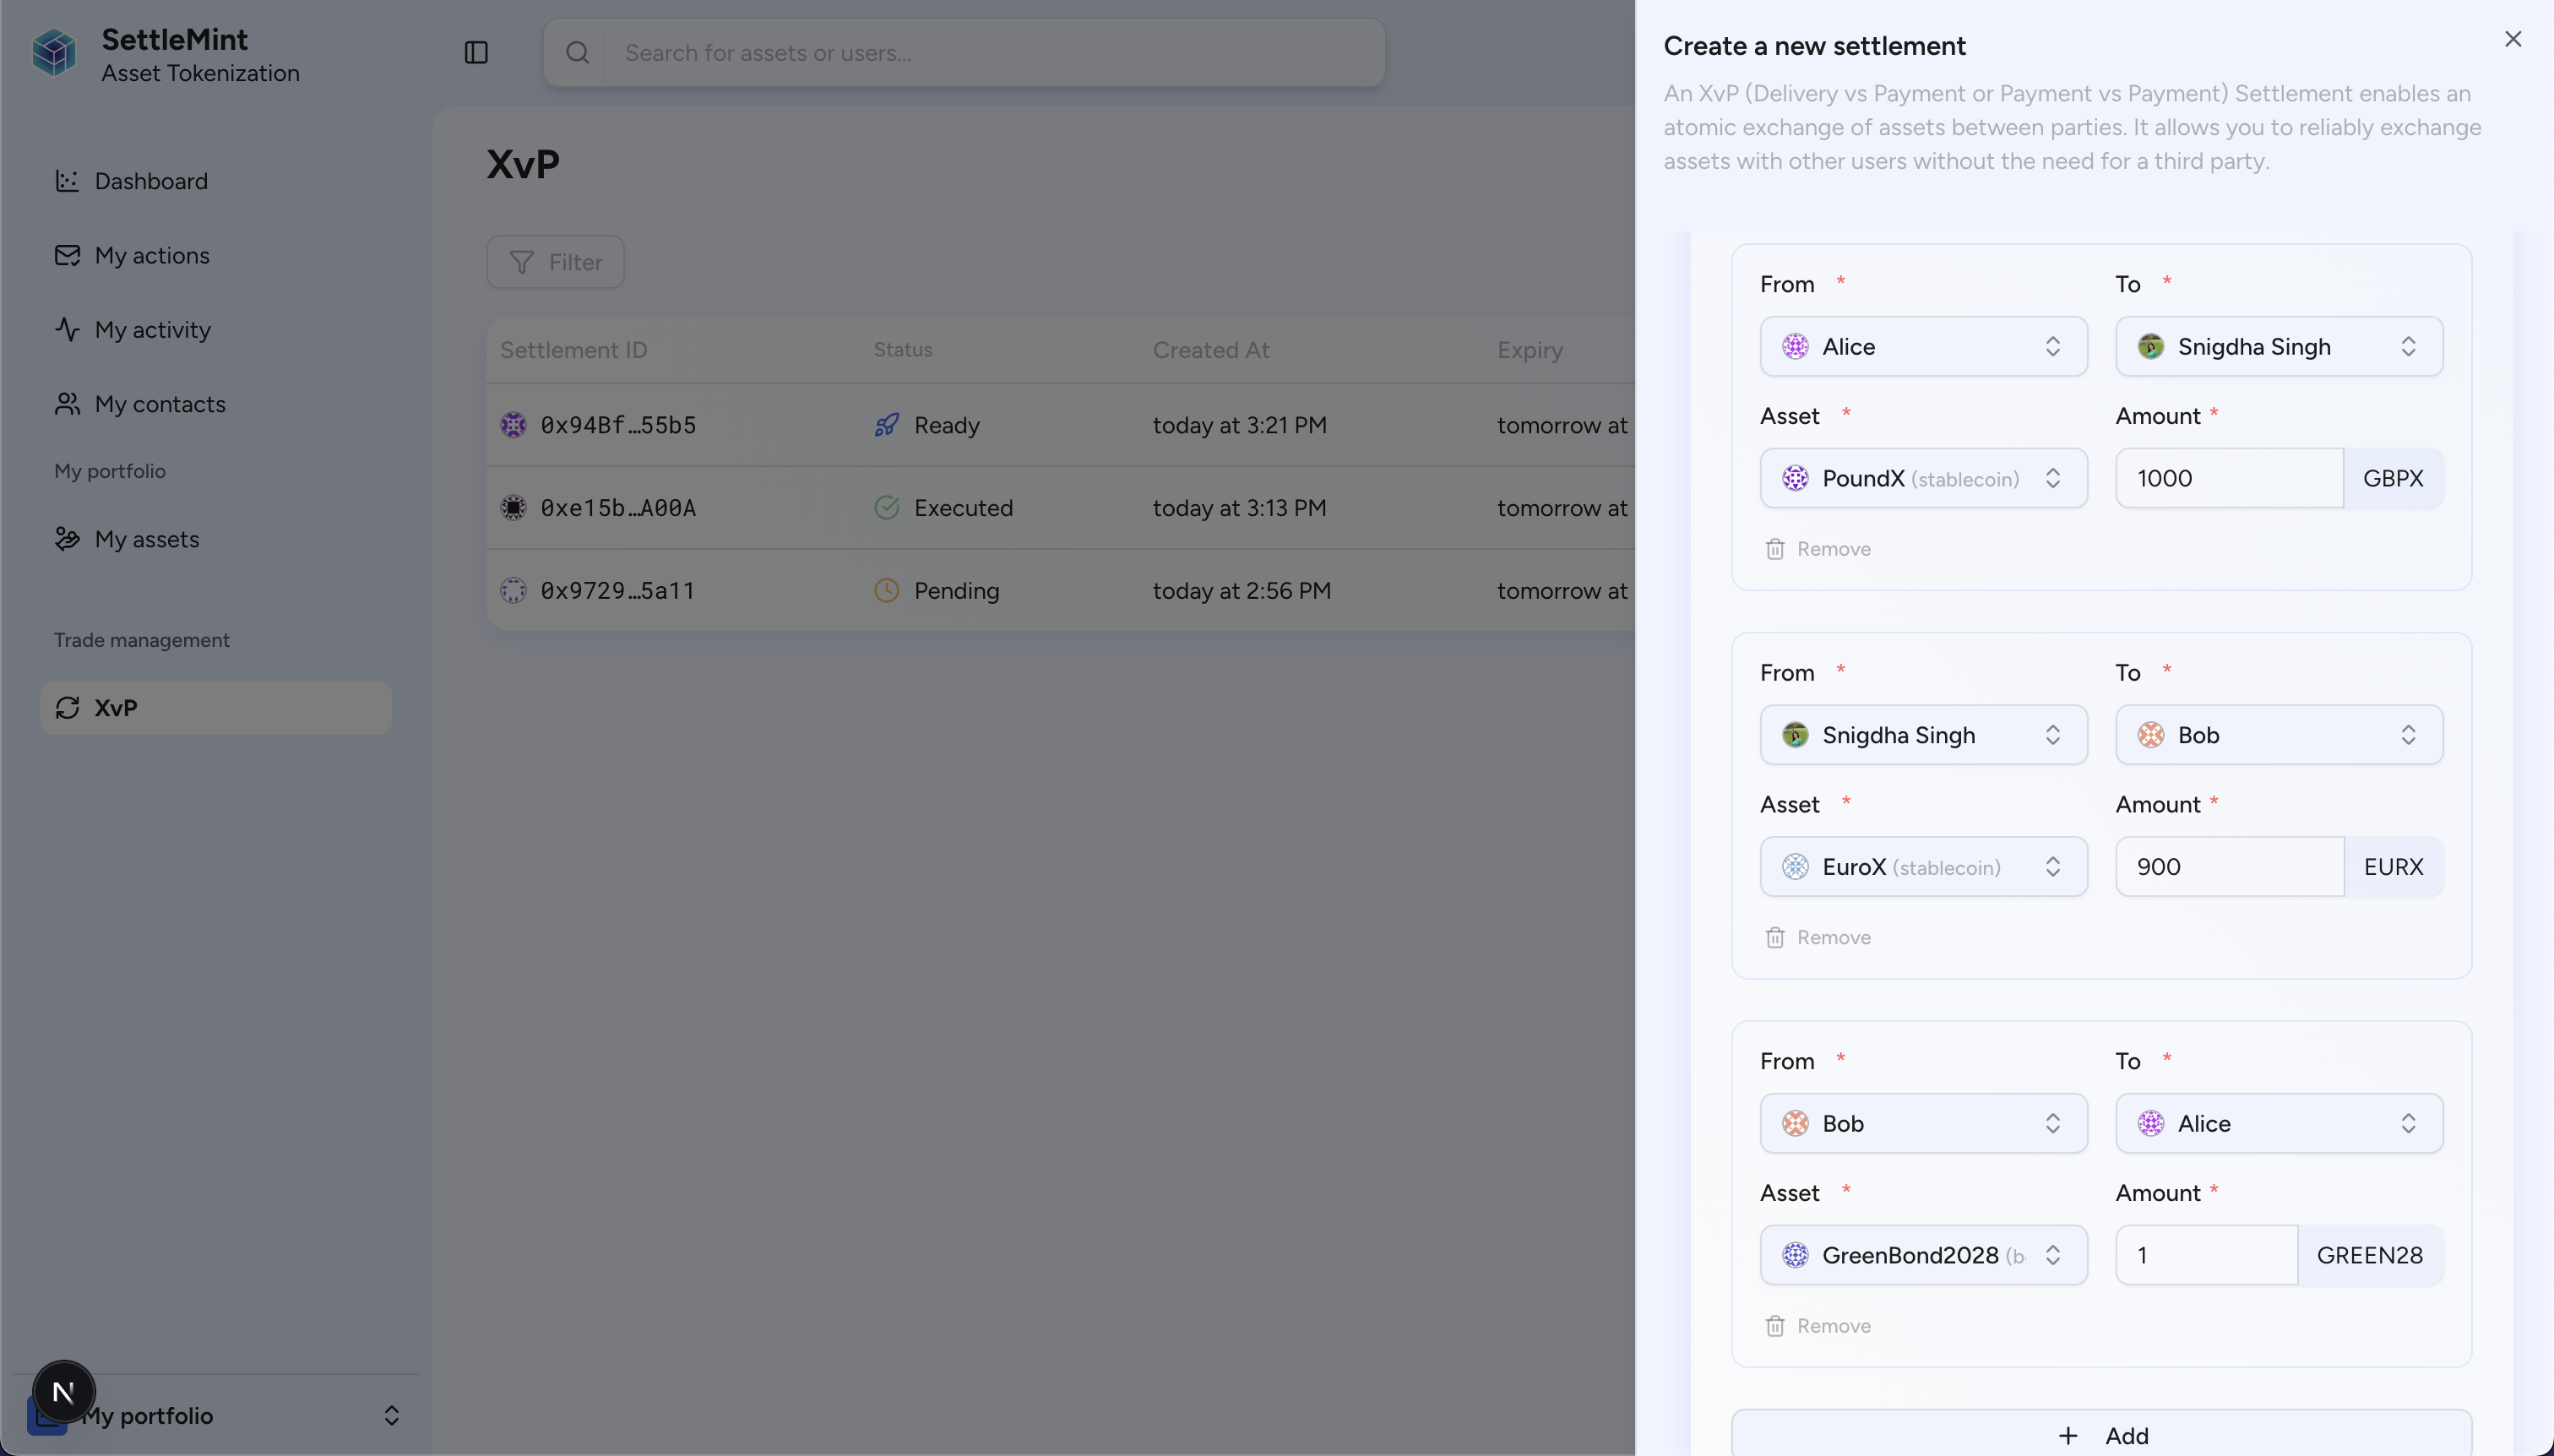 SettleMint
Asset Tokenization
Search for assets or users...
Dashboard
My actions
My activity
My contacts
My portfolio
My assets
Trade management
XvP
N
My portfolio
XvP
Filter
Settlement ID Status Created At Expiry
0x94Bf…55b5 Ready today at 3:21 PM tomorrow at
0xe15b…A00A Executed today at 3:13 PM tomorrow at
0x9729…5a11 Pending today at 2:56 PM tomorrow at
Create a new settlement
An XvP (Delivery vs Payment or Payment vs Payment) Settlement enables an
atomic exchange of assets between parties. It allows you to reliably exchange
assets with other users without the need for a third party.
From * To *
Alice Snigdha Singh
Asset * Amount *
PoundX (stablecoin) 1000 GBPX
Remove
From * To *
Snigdha Singh Bob
Asset * Amount *
EuroX (stablecoin) 900 EURX
Remove
From * To *
Bob Alice
Asset * Amount *
GreenBond2028 (b 1 GREEN28
Remove
+ Add